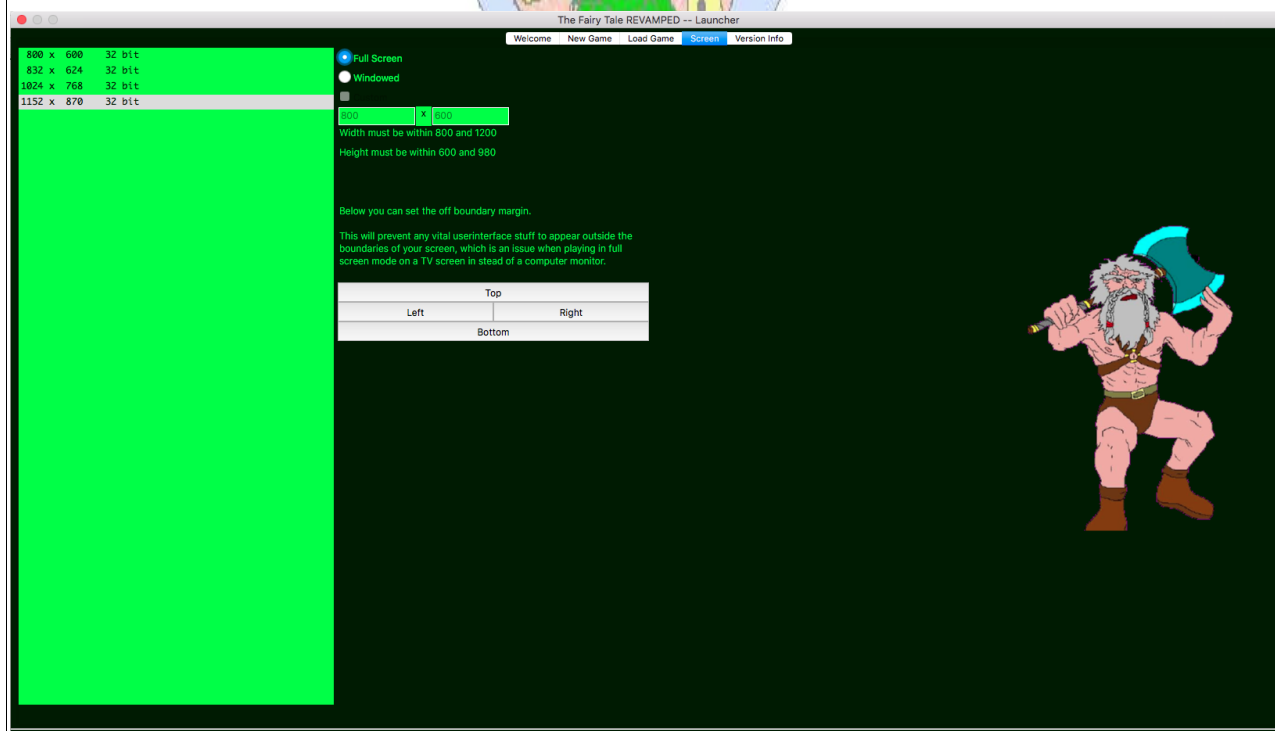 The Fairy Tale REVAMPED -- Launcher
Welcome New Game Load Game Screen Version Info
800 x 600 32 bit
832 x 624 32 bit
1024 x 768 32 bit
1152 x 870 32 bit
Full Screen
Windowed
800 x 600
Width must be within 800 and 1200
Height must be within 600 and 980
Below you can set the off boundary margin.
This will prevent any vital userinterface stuff to appear outside the
boundaries of your screen, which is an issue when playing in full
screen mode on a TV screen in stead of a computer monitor.
Top
Left Right
Bottom